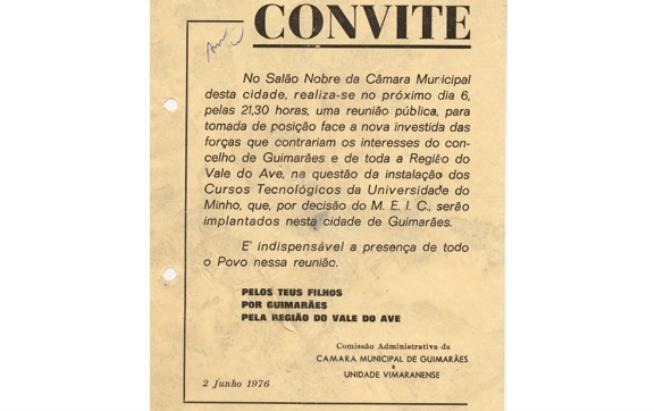 CONVITE
No Salão Nobre da Câmara Municipal
desta cidade, realiza-se no próximo dia 6,
pelas 21,30 horas, uma reunião pública, para
tomada de posição face a nova investida das
forças que contrariam os interesses do con-
celho de Guimarães e de toda a Região do
Vale do Ave, na questão da instalação dos
Cursos Tecnológicos da Universidade do
Minho, que, por decisão do M. E. I. C., serão
implantados nesta cidade de Guimarães.
E' indispensável a presença de todo
o Povo nessa reunião.
PELOS TEUS FILHOS
POR GUIMARÃES
PELA REGIÃO DO VALE DO AVE
Comissão Administrativa da
CAMARA MUNICIPAL DE GUIMARÃES
e
UNIDADE VIMARANENSE
2 Junho 1976